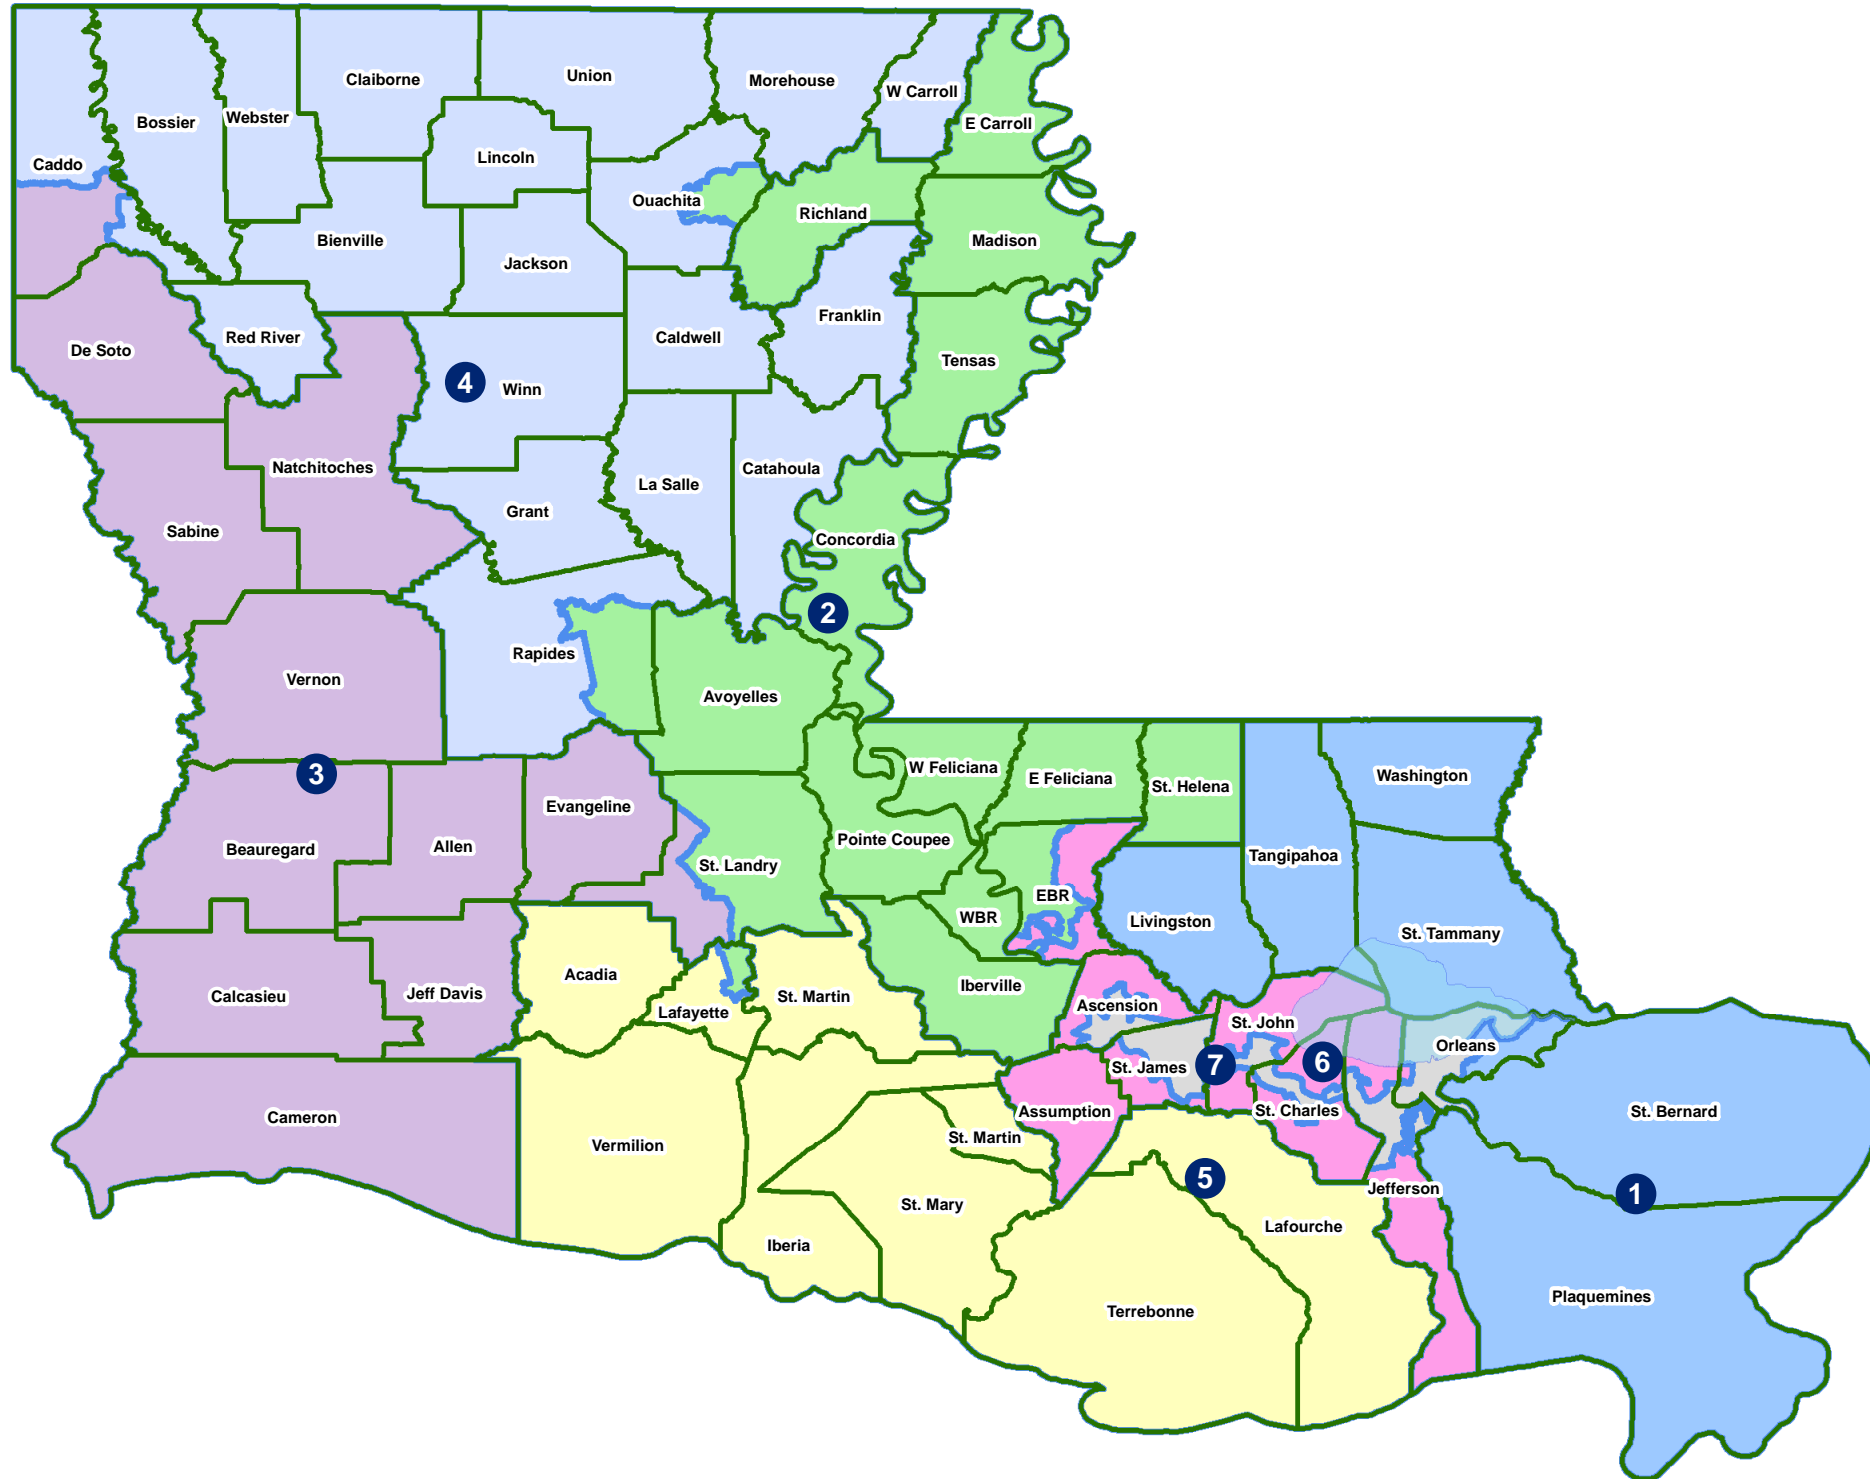 Claiborne
Union
Morehouse
W Carroll
Bossier
Webster
E Carroll
Caddo
Lincoln
Ouachita
Richland
Bienville
Madison
Jackson
Franklin
Red River
Caldwell
De Soto
Tensas
4
Winn
Natchitoches
Catahoula
La Salle
Grant
Sabine
Concordia
2
Rapides
Vernon
Avoyelles
3
W Feliciana
E Feliciana
St. Helena
Washington
Evangeline
Pointe Coupee
Beauregard
Allen
St. Landry
Tangipahoa
EBR
WBR
Livingston
St. Tammany
Acadia
Iberville
Calcasieu
Jeff Davis
St. Martin
Ascension
Lafayette
St. John
Orleans
St. James
7
6
Assumption
St. Charles
St. Bernard
Cameron
Vermilion
St. Martin
5
Jefferson
1
St. Mary
Lafourche
Iberia
Plaquemines
Terrebonne